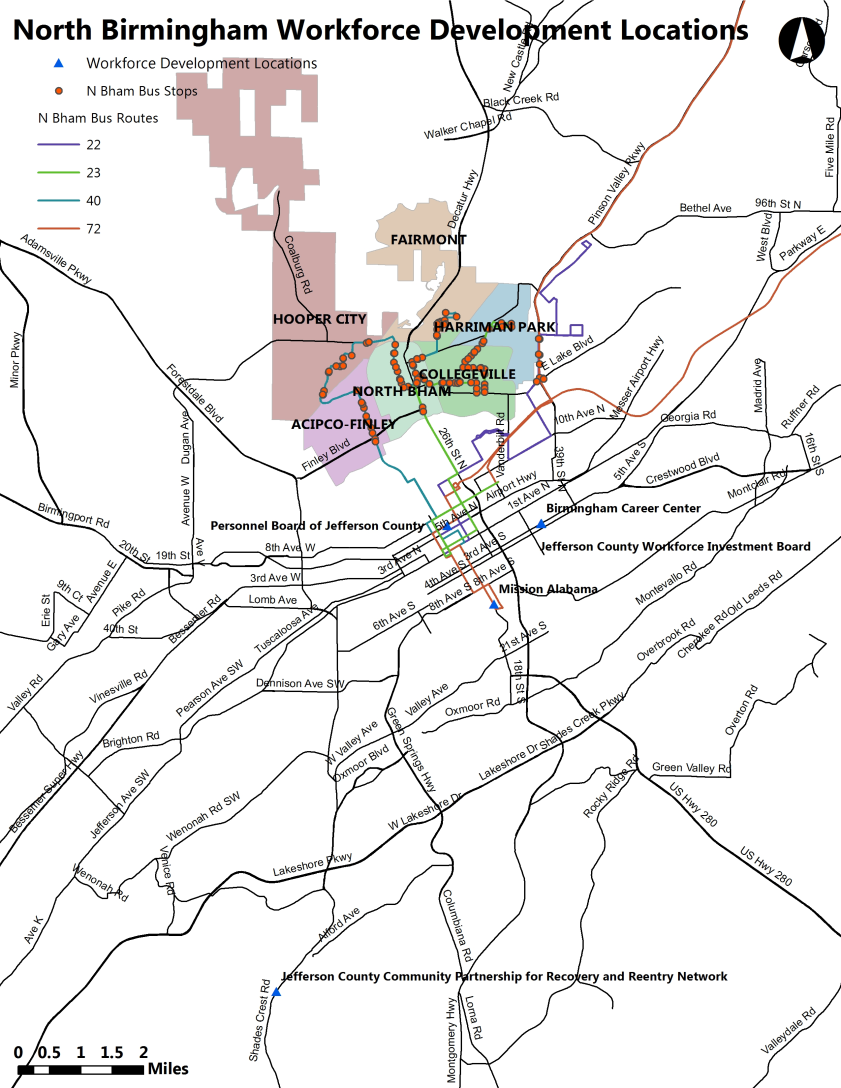 North Birmingham Workforce Development Locations
Workforce Development Locations
N Bham Bus Stops
N Bham Bus Routes
22
23
40
72
New Castle Rd
Black Creek Rd
Walker Chapel Rd
Five Mile Rd
Pinson Valley Pkwy
Decatur Hwy
Bethel Ave
96th St N
West Blvd
Parkway E
Adamsville Pkwy
Coalburg Rd
FAIRMONT
HOOPER CITY
HARRIMAN PARK
Minor Pkwy
E Lake Blvd
Messer Airport Hwy
COLLEGEVILLE
NORTH BHAM
Forestdale Blvd
Madrid Ave
Ruffner Rd
Dugan Ave
ACIPCO-FINLEY
10th Ave N
Georgia Rd
16th St S
Finley Blvd
26th St N
Vanderbilt Rd
39th St N
5th Ave S
Crestwood Blvd
Montclair Rd
Airport Hwy
1st Ave N
Avenue W
Birmingport Rd
Birmingham Career Center
Personnel Board of Jefferson County
5th Ave N
Jefferson County Workforce Investment Board
20th St
19th St
Ave V
8th Ave W
3rd Ave N
3rd Ave S
3rd Ave W
4th Ave S
8th Ave S
Mission Alabama
Montevallo Rd
Old Leeds Rd
9th Ct
Avenue E
Erie St
Gary Ave
Pike Rd
40th St
Bessemer Rd
Lomb Ave
Tuscaloosa Ave
6th Ave S
8th Ave S
21st Ave S
Overbrook Rd
Cherokee Rd
Valley Rd
Vinesville Rd
Pearson Ave SW
Dennison Ave SW
18th St S
Valley Ave
Oxmoor Rd
Overton Rd
Brighton Rd
W Valley Ave
Green Springs Hwy
Shades Creek Pkwy
Lakeshore Dr
Oxmoor Blvd
Green Valley Rd
Bessemer Super Hwy
Jefferson Ave SW
Wenonah Rd SW
W Lakeshore Dr
Rocky Ridge Rd
US Hwy 280
US Hwy 280
Venice Rd
Lakeshore Pkwy
Wenonah Rd
Ave K
Alford Ave
Columbiana Rd
Jefferson County Community Partnership for Recovery and Reentry Network
Shades Crest Rd
Montgomery Hwy
Lorna Rd
Valleydale Rd
0 0.5 1 1.5 2
Miles